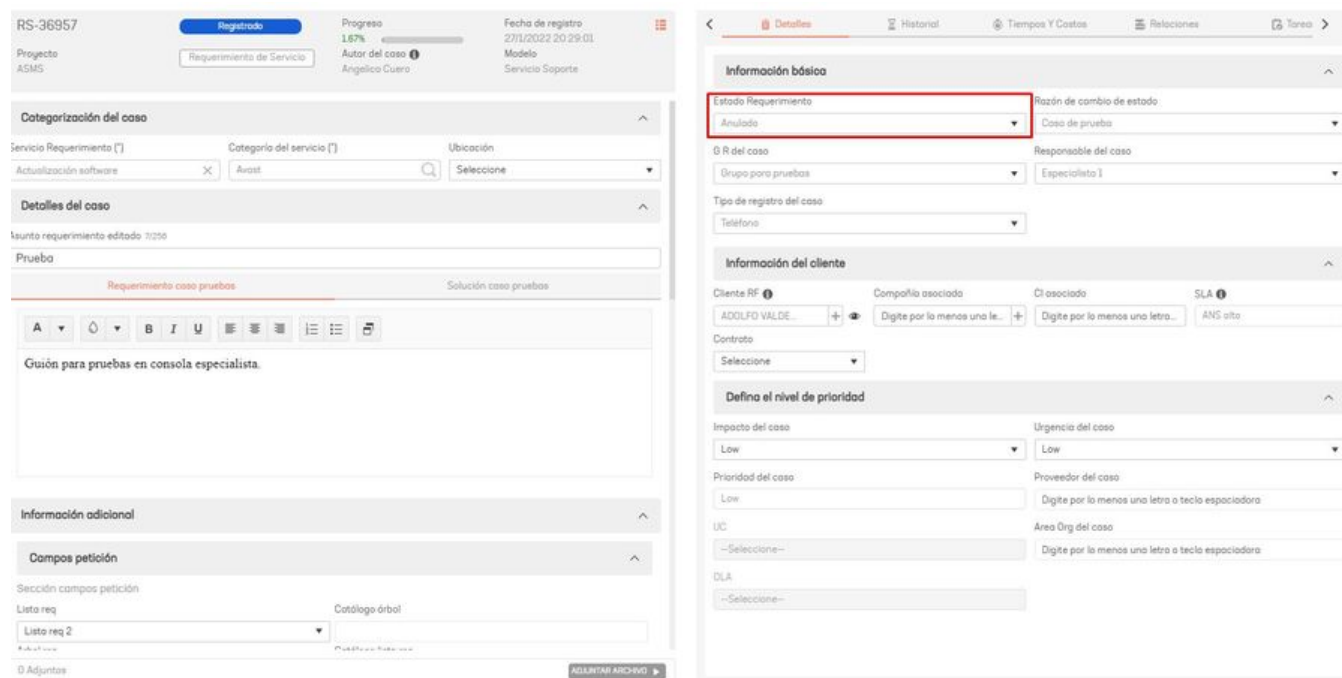 RS-36957
Registrado
Progreso
Fecha de registro
1.67%
27/1/2022 20:29:01
Proyecto
Requerimiento de Servicio
Autor del caso
Modelo
ASMS
Angelica Cuero
Servicio Soporte
Categorización del caso
Servicio Requerimiento (*)
Categoría del servicio (*)
Ubicación
Actualización software
Avast
Seleccione
Detalles del caso
Asunto requerimiento editado 7/256
Prueba
Requerimiento caso pruebas
Solución caso pruebas
A B I U
Guión para pruebas en consola especialista.
Información adicional
Campos petición
Sección campos petición
Lista req
Catálogo árbol
Lista req 2
0 Adjuntos
ADJUNTAR ARCHIVO
Detalles
Historial
Tiempos Y Costos
Relaciones
Tarea
Información básica
Estado Requerimiento
Razón de cambio de estado
Anulado
Caso de prueba
G R del caso
Responsable del caso
Grupo para pruebas
Especialista 1
Tipo de registro del caso
Teléfono
Información del cliente
Cliente RF
Compañía asociada
CI asociado
SLA
ADOLFO VALDE...
Digite por lo menos una le...
Digite por lo menos una letra...
ANS alto
Contrato
Seleccione
Defina el nivel de prioridad
Impacto del caso
Urgencia del caso
Low
Low
Prioridad del caso
Proveedor del caso
Low
Digite por lo menos una letra o tecla espaciadora
UC
Area Org del caso
--Seleccione--
Digite por lo menos una letra o tecla espaciadora
OLA
--Seleccione--